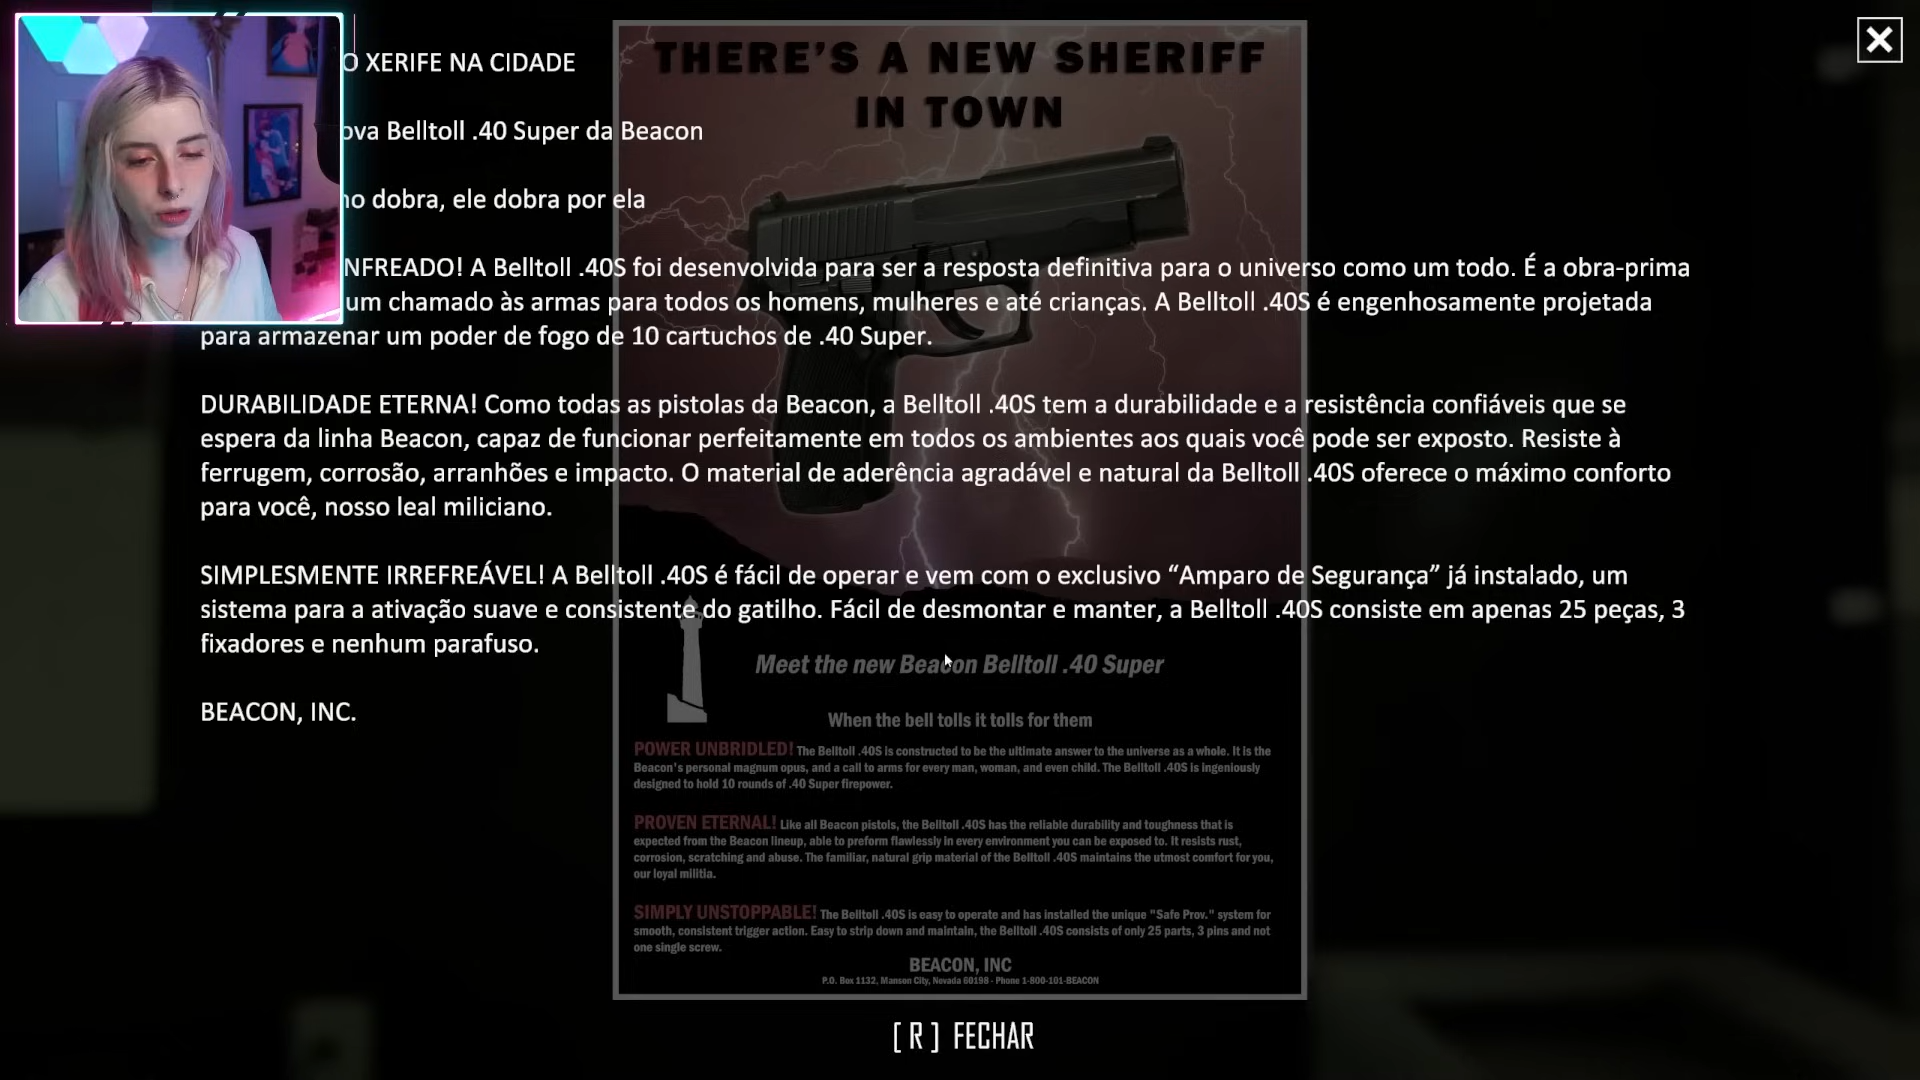 O XERIFE NA CIDADE
ova Belltoll .40 Super da Beacon
no dobra, ele dobra por ela
NFREADO! A Belltoll .40S foi desenvolvida para ser a resposta definitiva para o universo como um todo. É a obra-prima
um chamado às armas para todos os homens, mulheres e até crianças. A Belltoll .40S é engenhosamente projetada
para armazenar um poder de fogo de 10 cartuchos de .40 Super.
DURABILIDADE ETERNA! Como todas as pistolas da Beacon, a Belltoll .40S tem a durabilidade e a resistência confiáveis que se
espera da linha Beacon, capaz de funcionar perfeitamente em todos os ambientes aos quais você pode ser exposto. Resiste à
ferrugem, corrosão, arranhões e impacto. O material de aderência agradável e natural da Belltoll .40S oferece o máximo conforto
para você, nosso leal miliciano.
SIMPLESMENTE IRREFREÁVEL! A Belltoll .40S é fácil de operar e vem com o exclusivo “Amparo de Segurança” já instalado, um
sistema para a ativação suave e consistente do gatilho. Fácil de desmontar e manter, a Belltoll .40S consiste em apenas 25 peças, 3
fixadores e nenhum parafuso.
BEACON, INC.
THERE'S A NEW SHERIFF
IN TOWN
Meet the new Beacon Belltoll .40 Super
When the bell tolls it tolls for them
POWER UNBRIDLED! The Belltoll .40S is constructed to be the ultimate answer to the universe as a whole. It is the
Beacon's personal magnum opus, and a call to arms for every man, woman, and even child. The Belltoll .40S is ingeniously
designed to hold 10 rounds of .40 Super firepower.
PROVEN ETERNAL! Like all Beacon pistols, the Belltoll .40S has the reliable durability and toughness that is
expected from the Beacon lineup, able to preform flawlessly in every environment you can be exposed to. It resists rust,
corrosion, scratching and abuse. The familiar, natural grip material of the Belltoll .40S maintains the utmost comfort for you,
our loyal militia.
SIMPLY UNSTOPPABLE! The Belltoll .40S is easy to operate and has installed the unique "Safe Prov." system for
smooth, consistent trigger action. Easy to strip down and maintain, the Belltoll .40S consists of only 25 parts, 3 pins and not
one single screw.
BEACON, INC
P.O. Box 1132, Manson City, Nevada 60198 - Phone 1-800-101-BEACON
[ R ] FECHAR